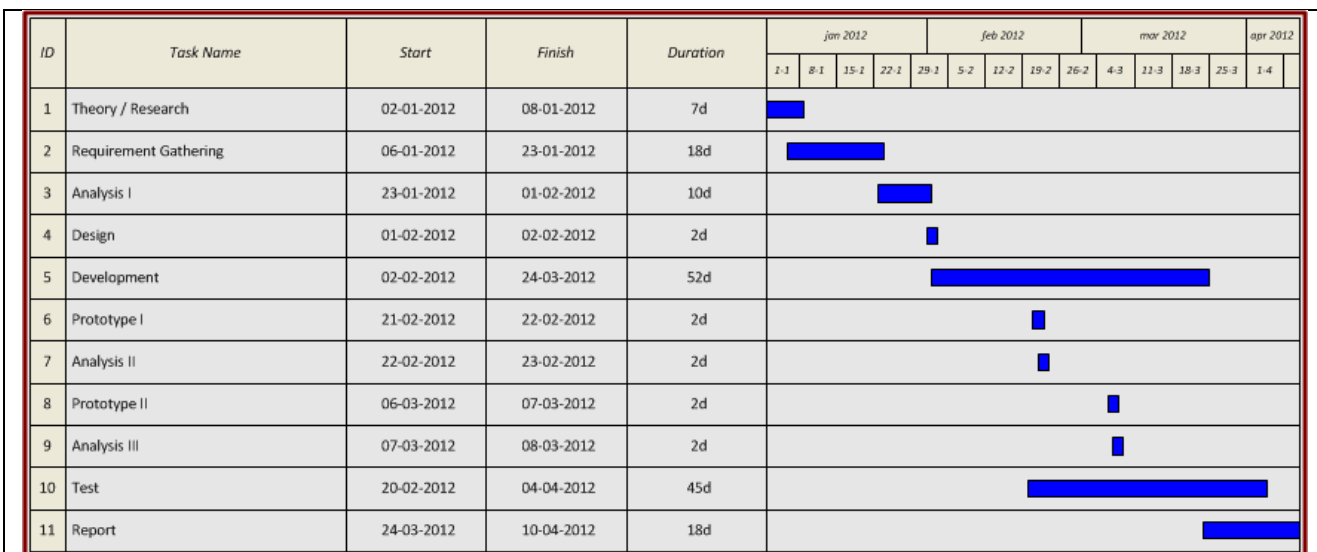 ID Task Name Start Finish Duration jan 2012 feb 2012 mar 2012 apr 2012
1-1 8-1 15-1 22-1 29-1 5-2 12-2 19-2 26-2 4-3 11-3 18-3 25-3 1-4
1 Theory / Research 02-01-2012 08-01-2012 7d
2 Requirement Gathering 06-01-2012 23-01-2012 18d
3 Analysis I 23-01-2012 01-02-2012 10d
4 Design 01-02-2012 02-02-2012 2d
5 Development 02-02-2012 24-03-2012 52d
6 Prototype I 21-02-2012 22-02-2012 2d
7 Analysis II 22-02-2012 23-02-2012 2d
8 Prototype II 06-03-2012 07-03-2012 2d
9 Analysis III 07-03-2012 08-03-2012 2d
10 Test 20-02-2012 04-04-2012 45d
11 Report 24-03-2012 10-04-2012 18d